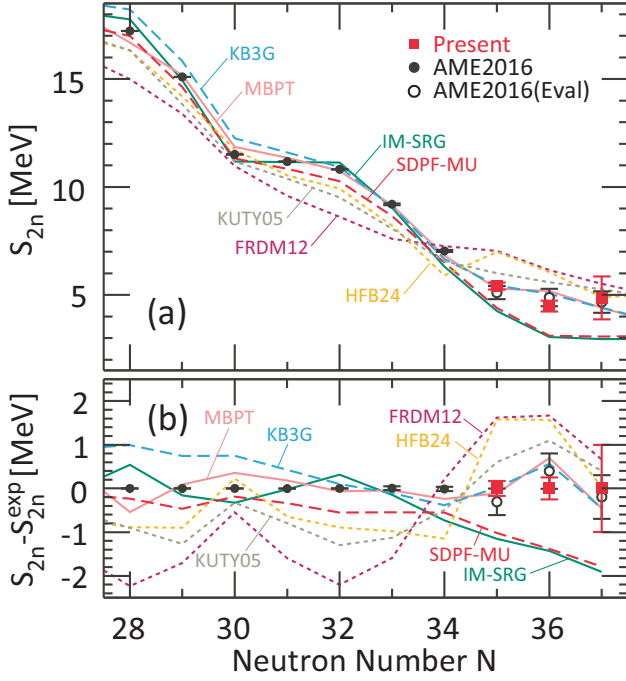 15
10
5
S2n [MeV]
Present
AME2016
AME2016(Eval)
KB3G
MBPT
IM-SRG
SDPF-MU
KUTY05
FRDM12
HFB24
(a)
2
1
0
-1
-2
S2n-S2n^exp [MeV]
(b)
MBPT
KB3G
FRDM12
HFB24
KUTY05
SDPF-MU
IM-SRG
28 30 32 34 36
Neutron Number N